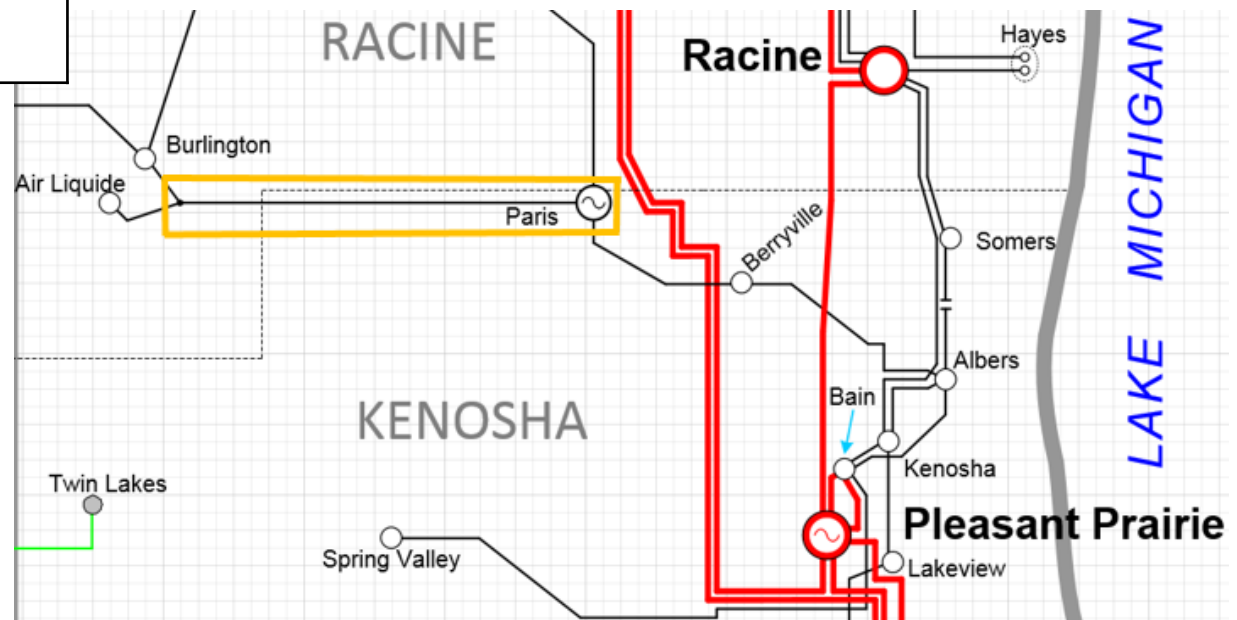 RACINE
Racine
Hayes
LAKE MICHIGAN
Burlington
Air Liquide
Paris
Berryville
Somers
Albers
Bain
KENOSHA
Kenosha
Twin Lakes
Pleasant Prairie
Spring Valley
Lakeview